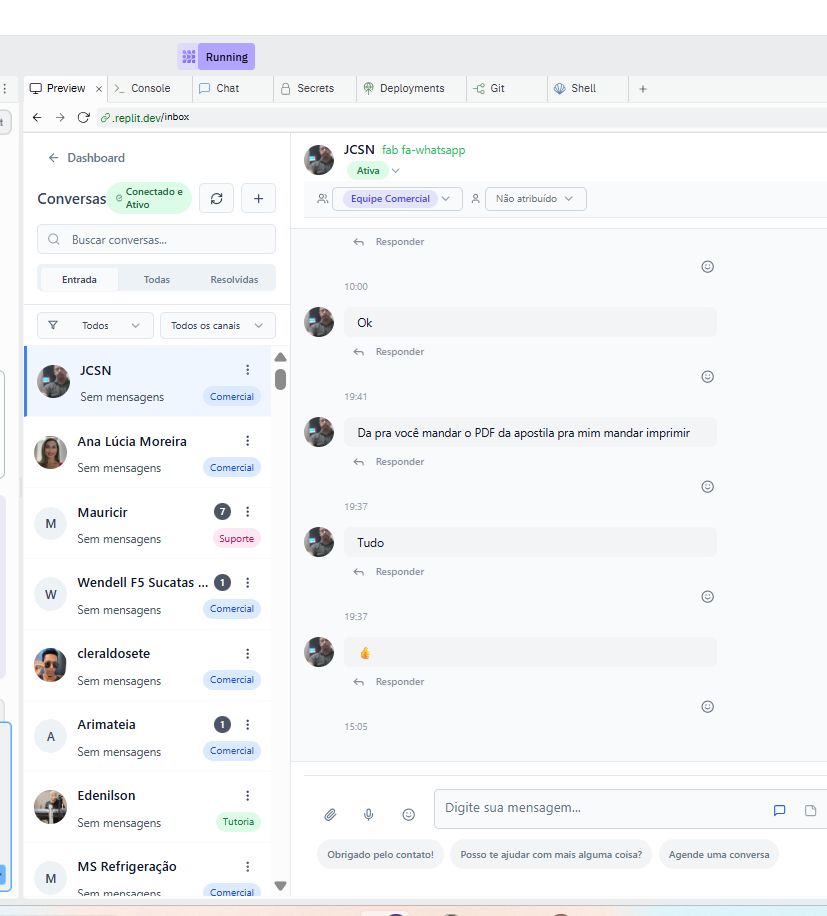 Running
Preview
Console
Chat
Secrets
Deployments
Git
Shell
.replit.dev/inbox
Dashboard
Conversas
Conectado e
Ativo
Buscar conversas...
Entrada
Todas
Resolvidas
Todos
Todos os canais
JCSN
Sem mensagens
Comercial
Ana Lúcia Moreira
Sem mensagens
Comercial
M
Mauricir
7
Sem mensagens
Suporte
W
Wendell F5 Sucatas ...
1
Sem mensagens
Comercial
cleraldosete
Sem mensagens
Comercial
A
Arimateia
1
Sem mensagens
Comercial
Edenilson
Sem mensagens
Tutoria
M
MS Refrigeração
Sem mensagens
Comercial
JCSN fab fa-whatsapp
Ativa
Equipe Comercial
Não atribuído
Responder
10:00
Ok
Responder
19:41
Da pra você mandar o PDF da apostila pra mim mandar imprimir
Responder
19:37
Tudo
Responder
19:37
👍
Responder
15:05
Digite sua mensagem...
Obrigado pelo contato!
Posso te ajudar com mais alguma coisa?
Agende uma conversa